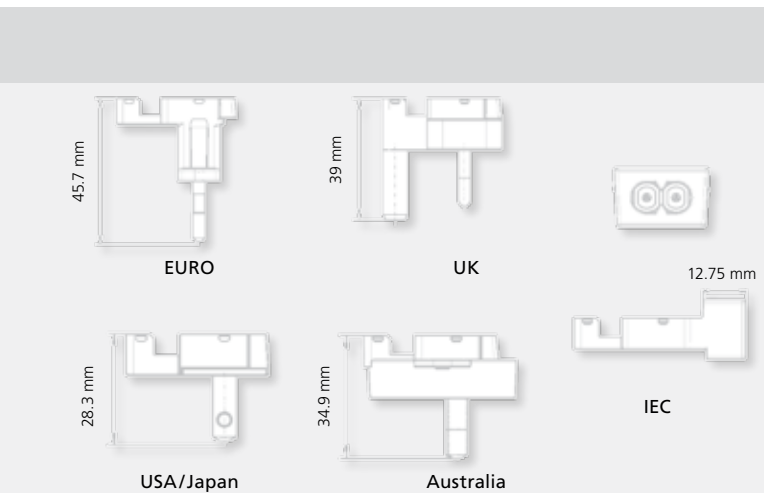 45.7 mm
EURO
39 mm
UK
12.75 mm
IEC
28.3 mm
USA/Japan
34.9 mm
Australia